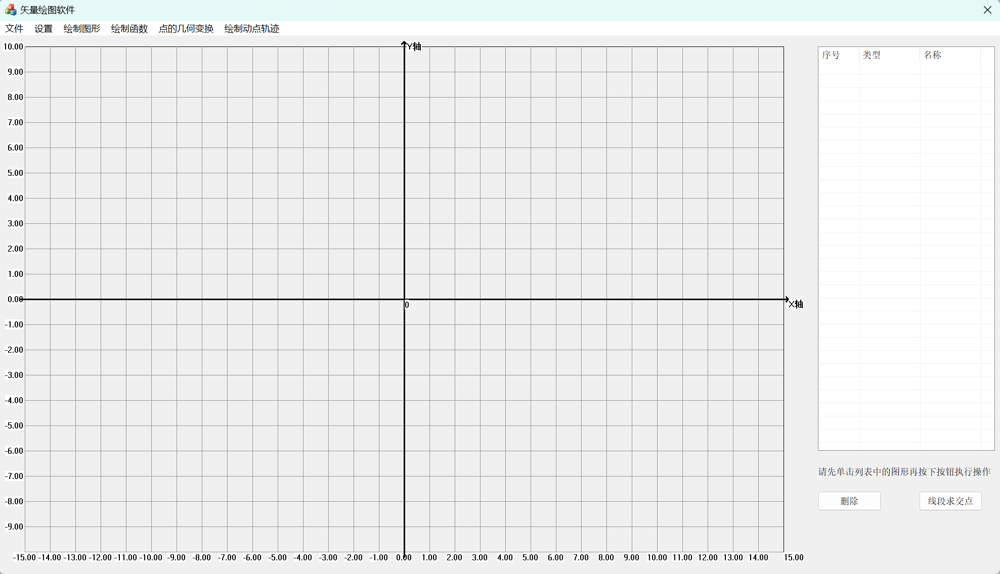 矢量绘图软件
文件 设置 绘制图形 绘制函数 点的几何变换 绘制动点轨迹
Y轴
10.00
9.00
8.00
7.00
6.00
5.00
4.00
3.00
2.00
1.00
0.00
-1.00
-2.00
-3.00
-4.00
-5.00
-6.00
-7.00
-8.00
-9.00
0
X轴
-15.00 -14.00 -13.00 -12.00 -11.00 -10.00 -9.00 -8.00 -7.00 -6.00 -5.00 -4.00 -3.00 -2.00 -1.00 0.00 1.00 2.00 3.00 4.00 5.00 6.00 7.00 8.00 9.00 10.00 11.00 12.00 13.00 14.00 15.00
序号 类型 名称
请先单击列表中的图形再按下按钮执行操作
删除 线段求交点